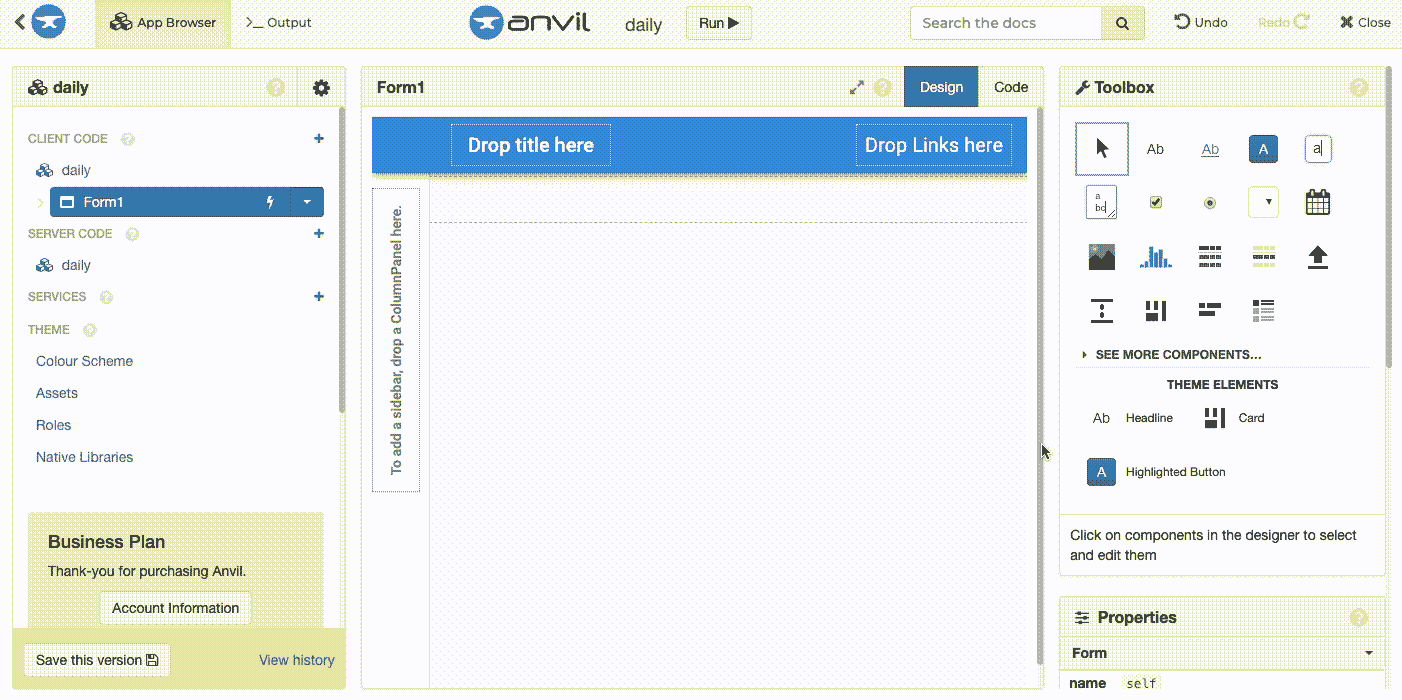 App Browser
>_ Output
anvil
daily
Run
Search the docs
Undo
Redo
Close
daily
CLIENT CODE
daily
Form1
SERVER CODE
daily
SERVICES
THEME
Colour Scheme
Assets
Roles
Native Libraries
Business Plan
Thank-you for purchasing Anvil.
Account Information
Save this version
View history
Form1
Design
Code
Drop title here
Drop Links here
To add a sidebar, drop a ColumnPanel here.
Toolbox
Ab
Ab
A
a
a
bc
SEE MORE COMPONENTS...
THEME ELEMENTS
Ab Headline
Card
A Highlighted Button
Click on components in the designer to select
and edit them
Properties
Form
name self